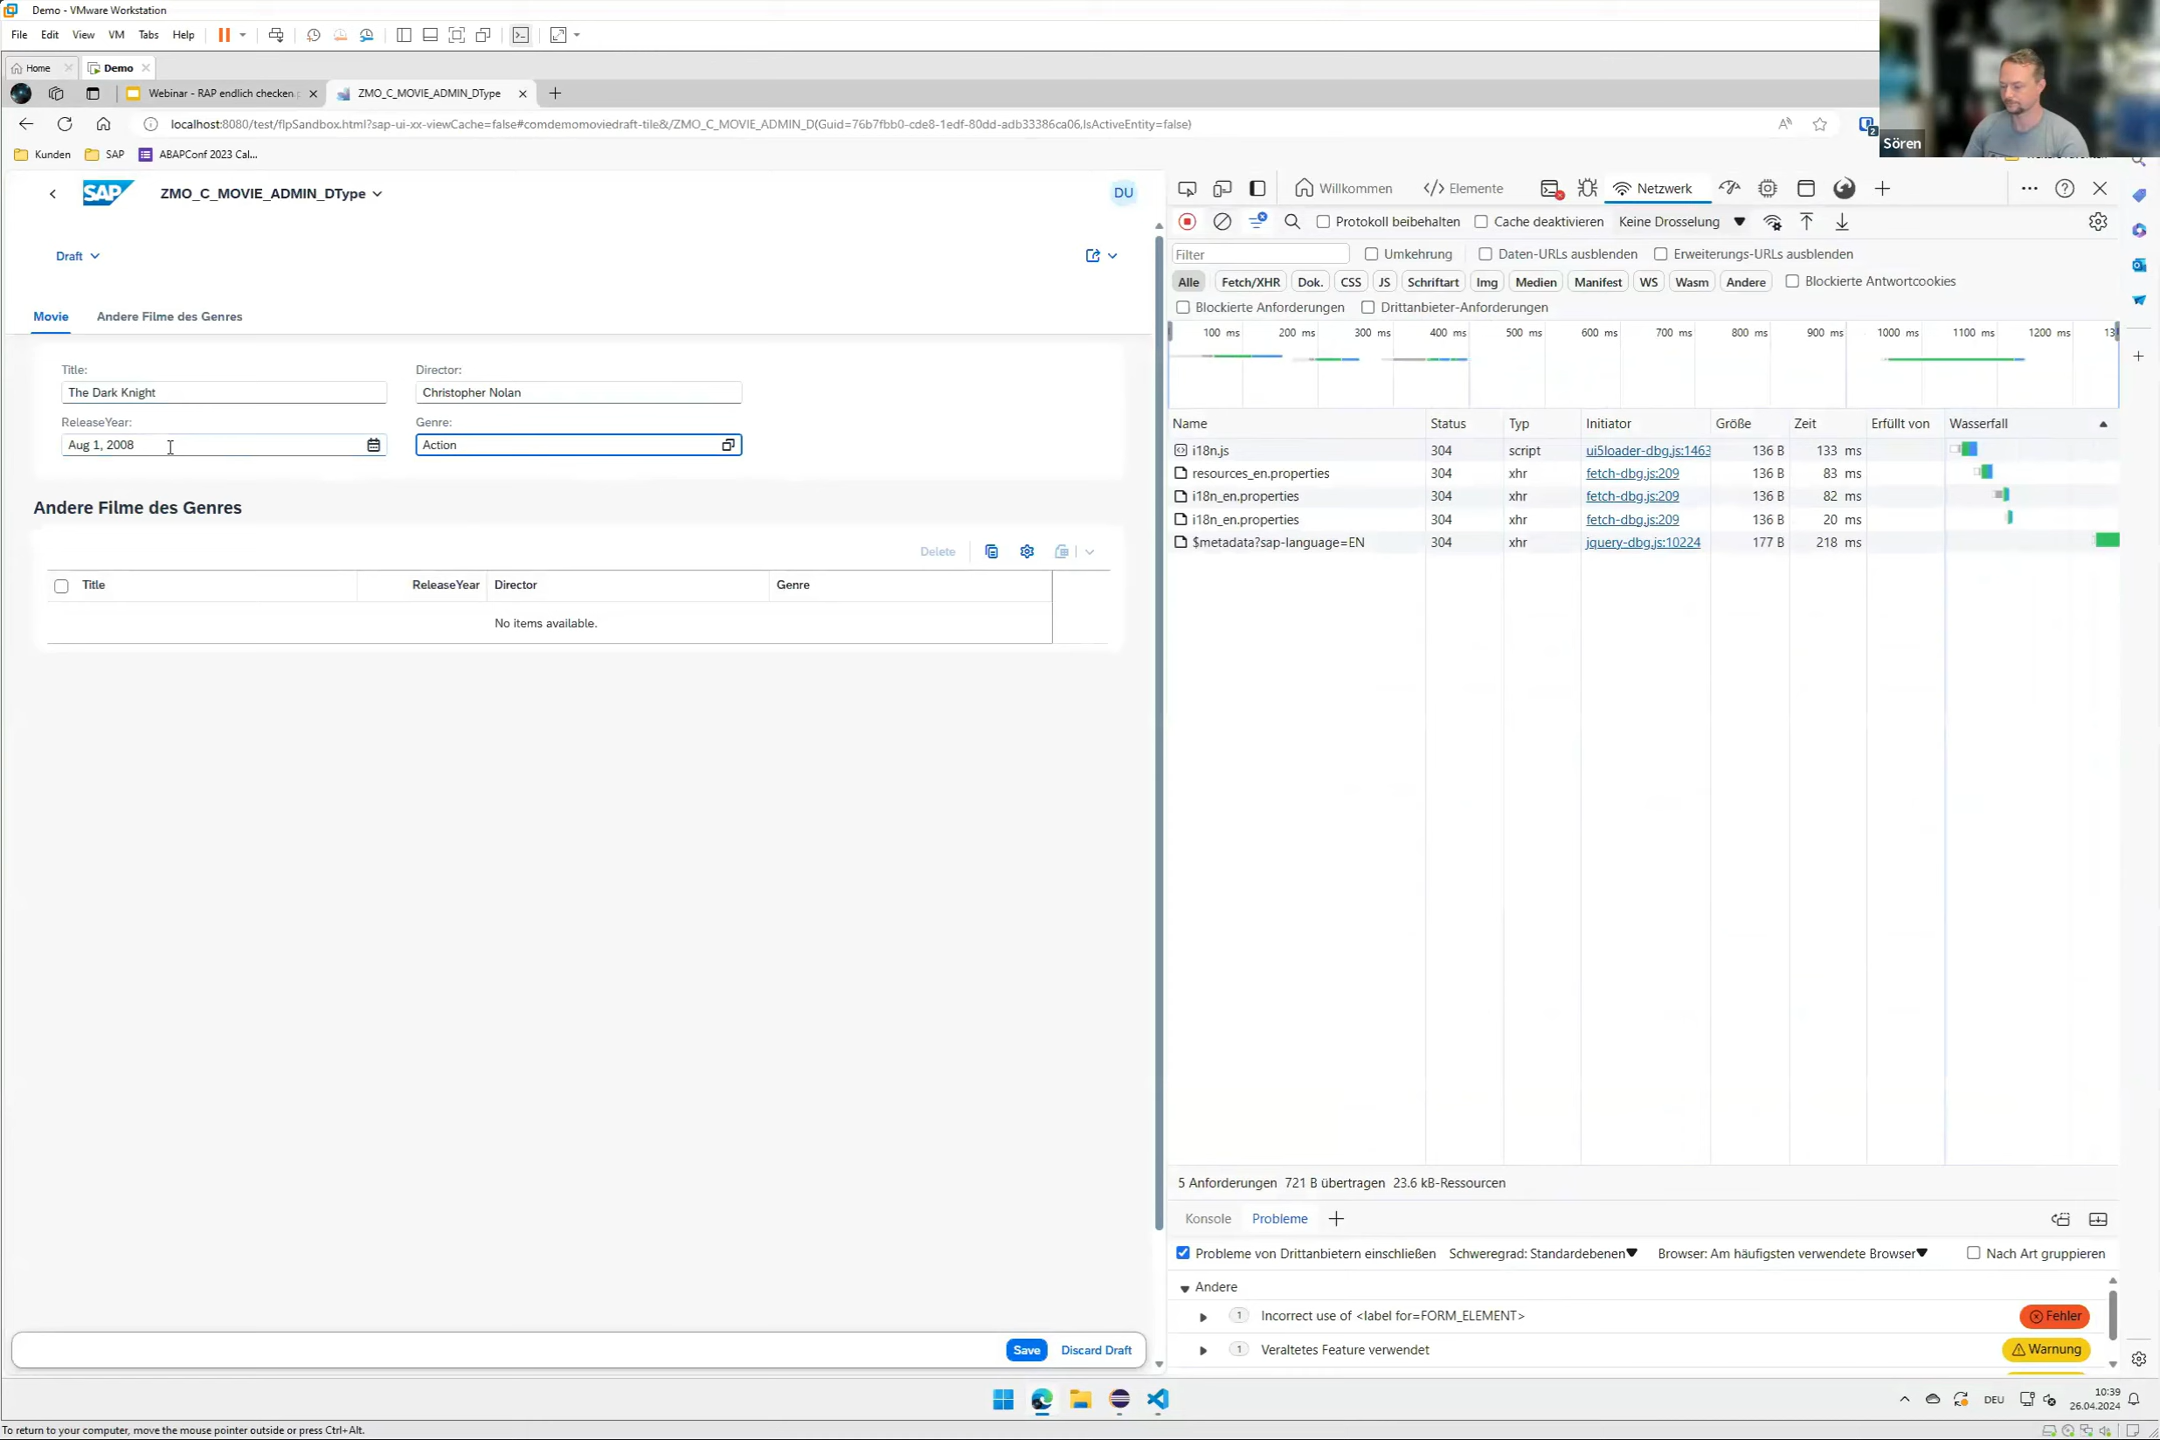 Demo - VMware Workstation
File Edit View VM Tabs Help
Home Demo
Webinar - RAP endlich checken. ZMO_C_MOVIE_ADMIN_DType
localhost:8080/test/flpSandbox.html?sap-ui-xx-viewCache=false#comdemomoviedraft-tile&/ZMO_C_MOVIE_ADMIN_D(Guid=76b7fbb0-cde8-1edf-80dd-adb33386ca06,IsActiveEntity=false)
Sören
Kunden SAP ABAPConf 2023 Cal...
SAP ZMO_C_MOVIE_ADMIN_DType DU
Draft
Movie Andere Filme des Genres
Title: Director:
The Dark Knight Christopher Nolan
ReleaseYear: Genre:
Aug 1, 2008 Action
Andere Filme des Genres
Delete
Title ReleaseYear Director Genre
No items available.
Save Discard Draft
Willkommen Elemente Netzwerk
Protokoll beibehalten Cache deaktivieren Keine Drosselung
Filter Umkehrung Daten-URLs ausblenden Erweiterungs-URLs ausblenden
Alle Fetch/XHR Dok. CSS JS Schriftart Img Medien Manifest WS Wasm Andere Blockierte Antwortcookies
Blockierte Anforderungen Drittanbieter-Anforderungen
100 ms 200 ms 300 ms 400 ms 500 ms 600 ms 700 ms 800 ms 900 ms 1000 ms 1100 ms 1200 ms 13
Name Status Typ Initiator Größe Zeit Erfüllt von Wasserfall
i18n.js 304 script ui5loader-dbg.js:1463 136 B 133 ms
resources_en.properties 304 xhr fetch-dbg.js:209 136 B 83 ms
i18n_en.properties 304 xhr fetch-dbg.js:209 136 B 82 ms
i18n_en.properties 304 xhr fetch-dbg.js:209 136 B 20 ms
$metadata?sap-language=EN 304 xhr jquery-dbg.js:10224 177 B 218 ms
5 Anforderungen 721 B übertragen 23.6 kB-Ressourcen
Konsole Probleme
Probleme von Drittanbietern einschließen Schweregrad: Standardebenen Browser: Am häufigsten verwendete Browser Nach Art gruppieren
Andere
1 Incorrect use of <label for=FORM_ELEMENT> Fehler
1 Veraltetes Feature verwendet Warnung
DEU 10:39
26.04.2024
To return to your computer, move the mouse pointer outside or press Ctrl+Alt.